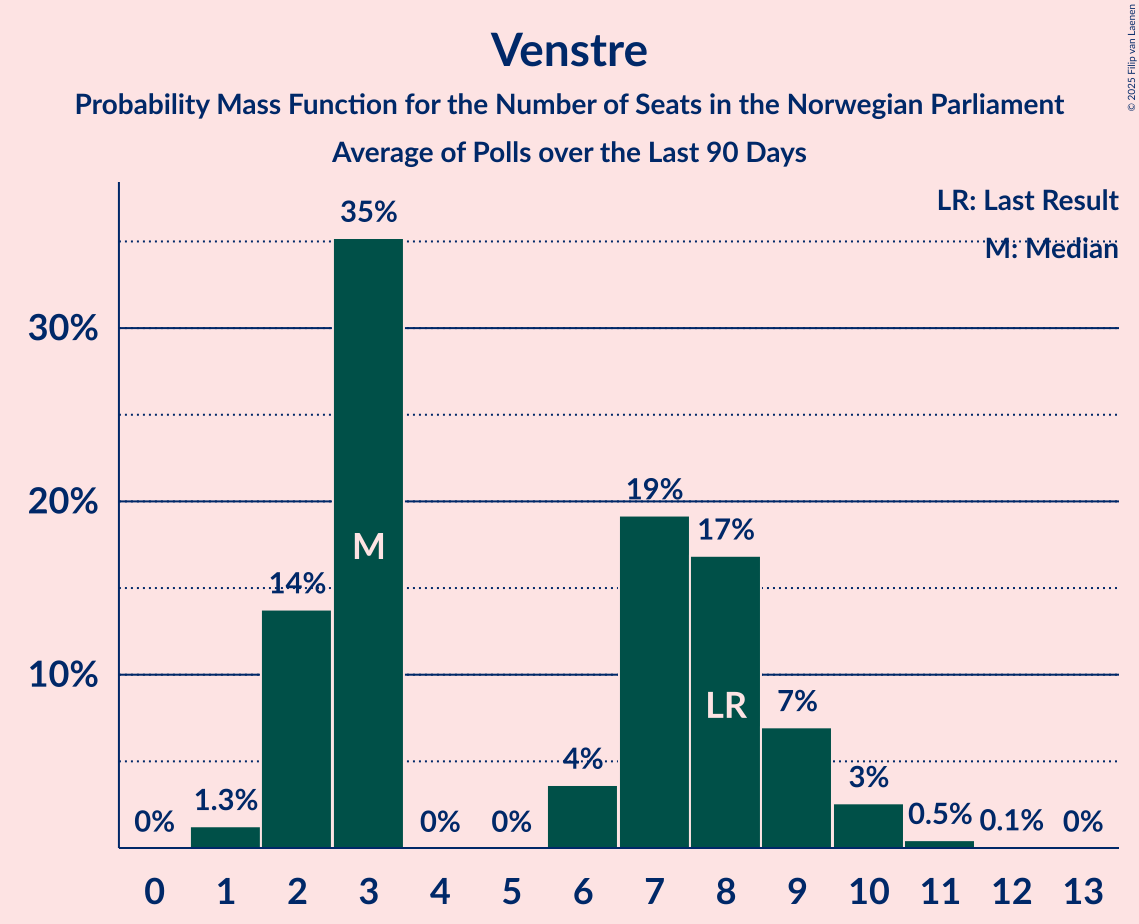 Venstre
Probability Mass Function for the Number of Seats in the Norwegian Parliament
Average of Polls over the Last 90 Days
© 2025 Filip van Laenen
LR: Last Result
M: Median
35%
30%
20%
19%
17%
M
14%
10%
LR
7%
4%
3%
1.3%
0%
0%
0%
0.5%
0.1%
0%
0 1 2 3 4 5 6 7 8 9 10 11 12 13